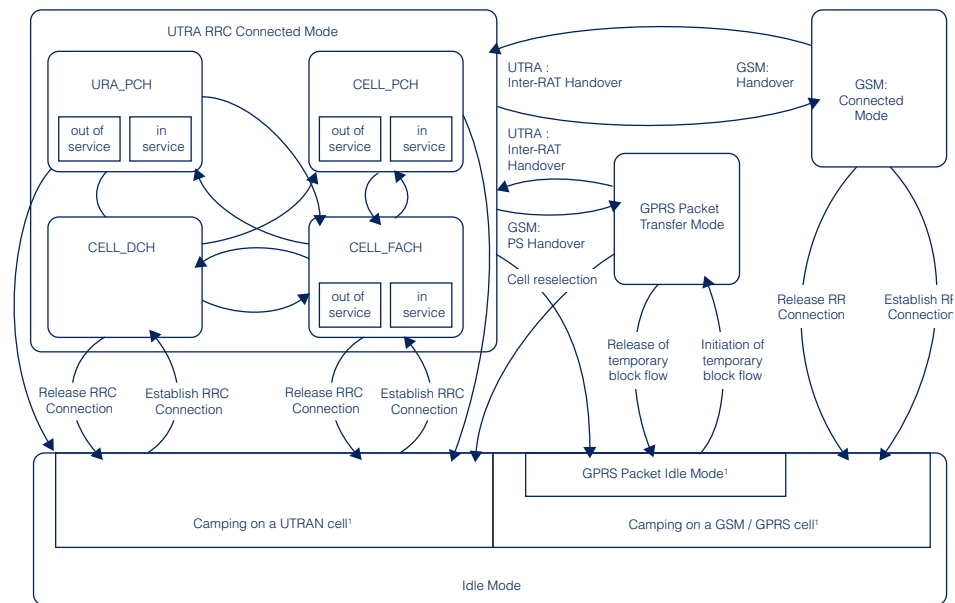 UTRA RRC Connected Mode
URA_PCH
out of
service
in
service
CELL_PCH
out of
service
in
service
CELL_DCH
CELL_FACH
out of
service
in
service
UTRA :
Inter-RAT Handover
GSM:
Handover
GSM:
Connected
Mode
UTRA :
Inter-RAT
Handover
GPRS Packet
Transfer Mode
GSM:
PS Handover
Cell reselection
Release RR
Connection
Establish RR
Connection
Release of
temporary
block flow
Initiation of
temporary
block flow
Release RRC
Connection
Establish RRC
Connection
Release RRC
Connection
Establish RRC
Connection
GPRS Packet Idle Mode¹
Camping on a UTRAN cell¹
Camping on a GSM / GPRS cell¹
Idle Mode